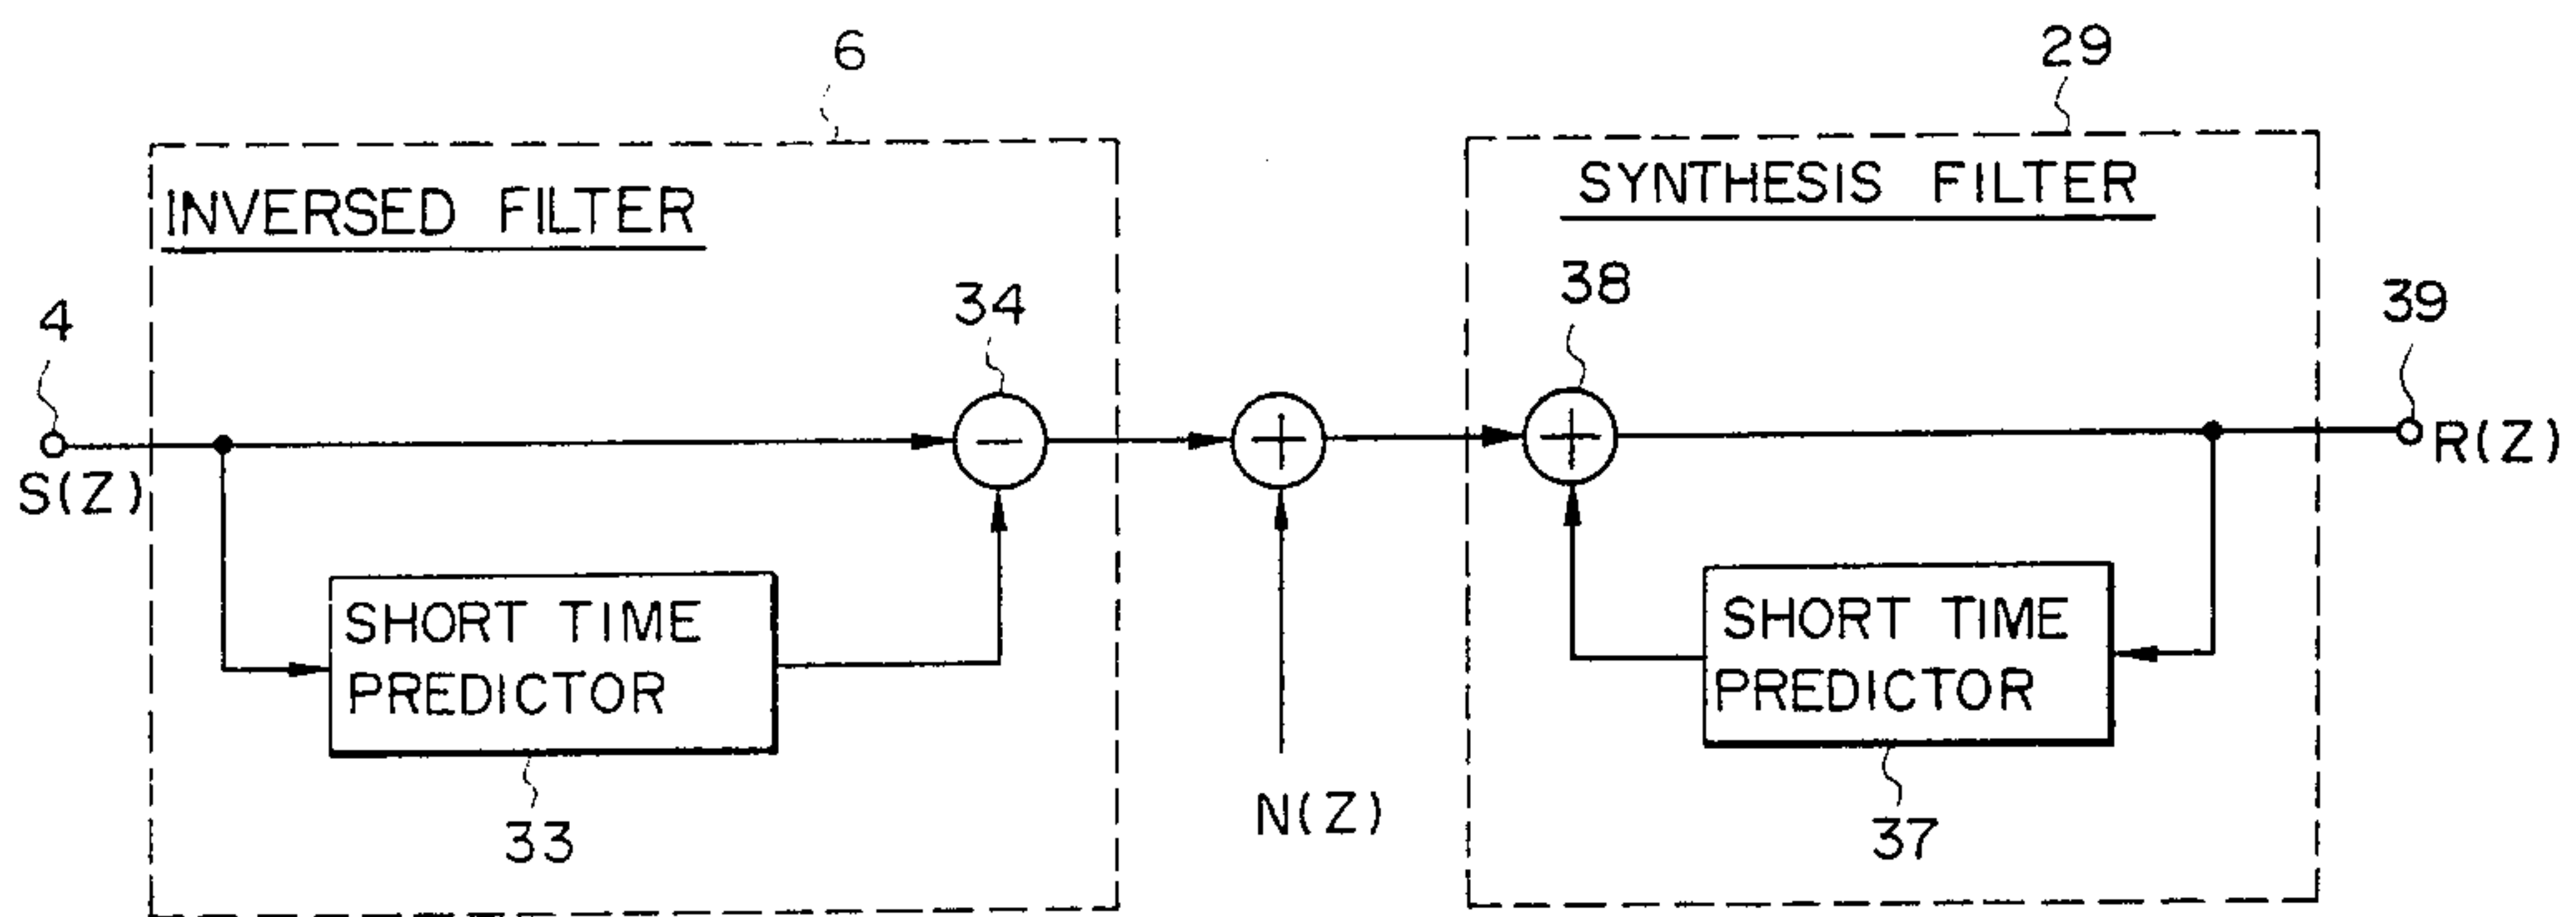 6
29
INVERSED FILTER
SYNTHESIS FILTER
4
34
38
39
S(Z)
R(Z)
SHORT TIME
PREDICTOR
SHORT TIME
PREDICTOR
33
N(Z)
37